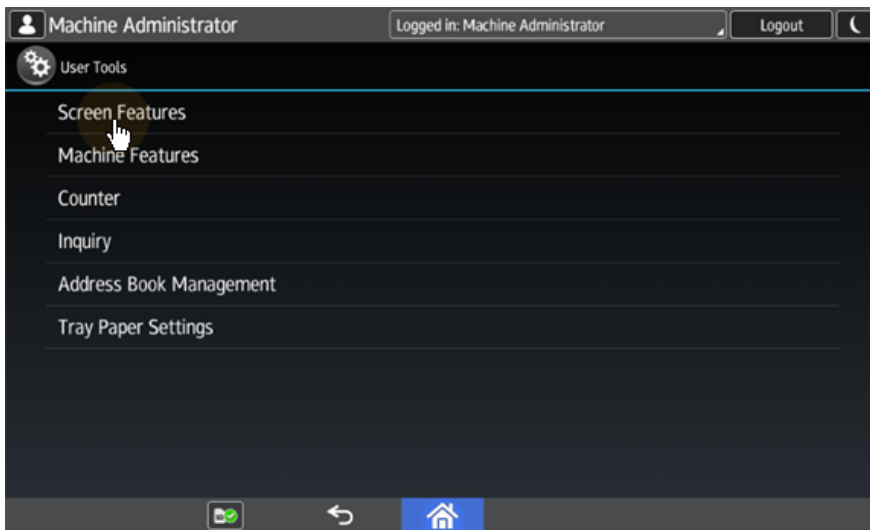 Machine Administrator
Logged in: Machine Administrator
Logout
User Tools
Screen Features
Machine Features
Counter
Inquiry
Address Book Management
Tray Paper Settings